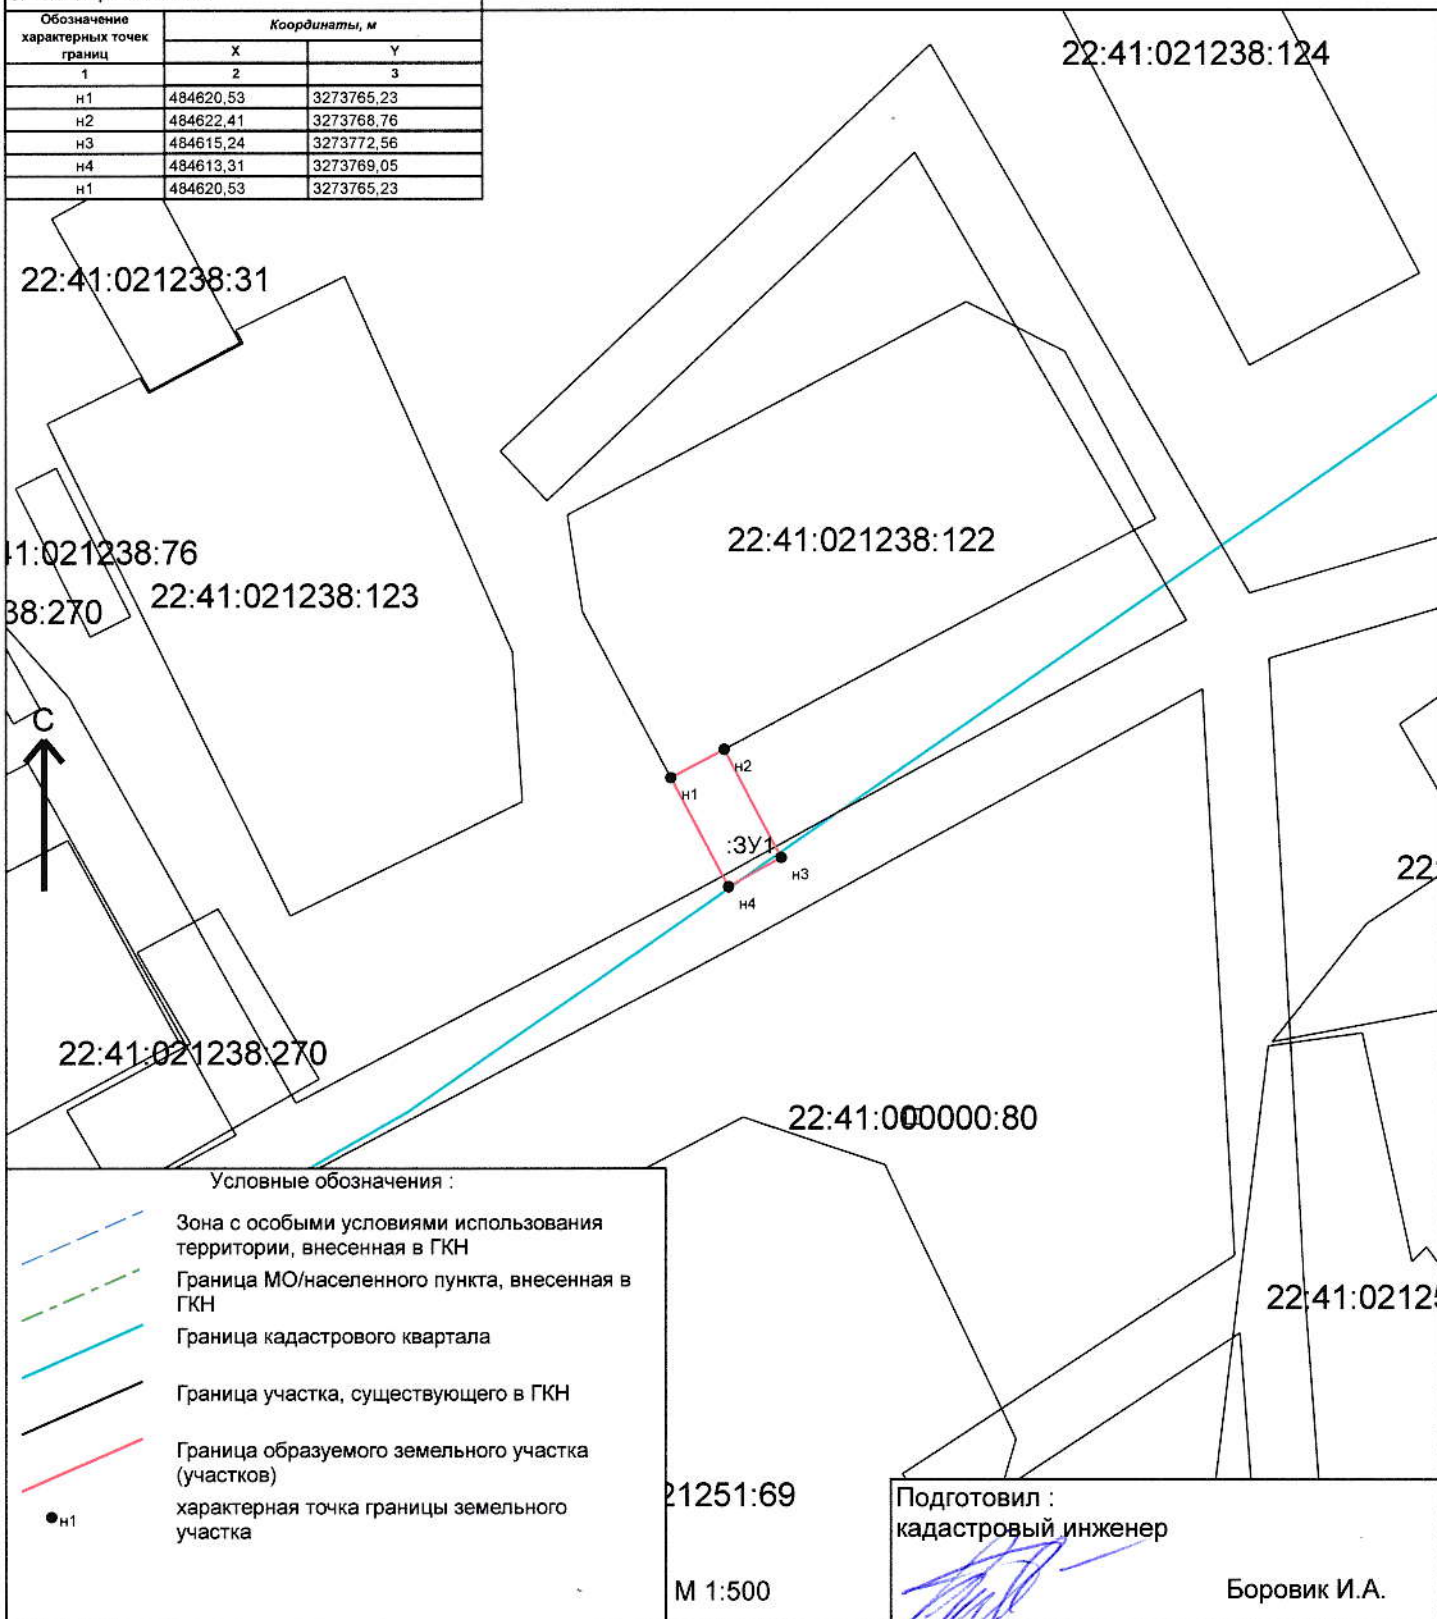 Обозначение
характерных точек
границ
Координаты, м
X
Y
1
2
3
н1
484620,53
3273765,23
н2
484622,41
3273768,76
н3
484615,24
3273772,56
н4
484613,31
3273769,05
н1
484620,53
3273765,23
22:41:021238:124
22:41:021238:31
22:41:021238:122
41:021238:76
22:41:021238:123
38:270
С
н2
н1
:ЗУ1
н3
н4
22:
22:41:021238:270
22:41:000000:80
22:41:02125
Условные обозначения :
Зона с особыми условиями использования
территории, внесенная в ГКН
Граница МО/населенного пункта, внесенная в
ГКН
Граница кадастрового квартала
Граница участка, существующего в ГКН
Граница образуемого земельного участка
(участков)
н1
характерная точка границы земельного
участка
21251:69
М 1:500
Подготовил :
кадастровый инженер
Боровик И.А.